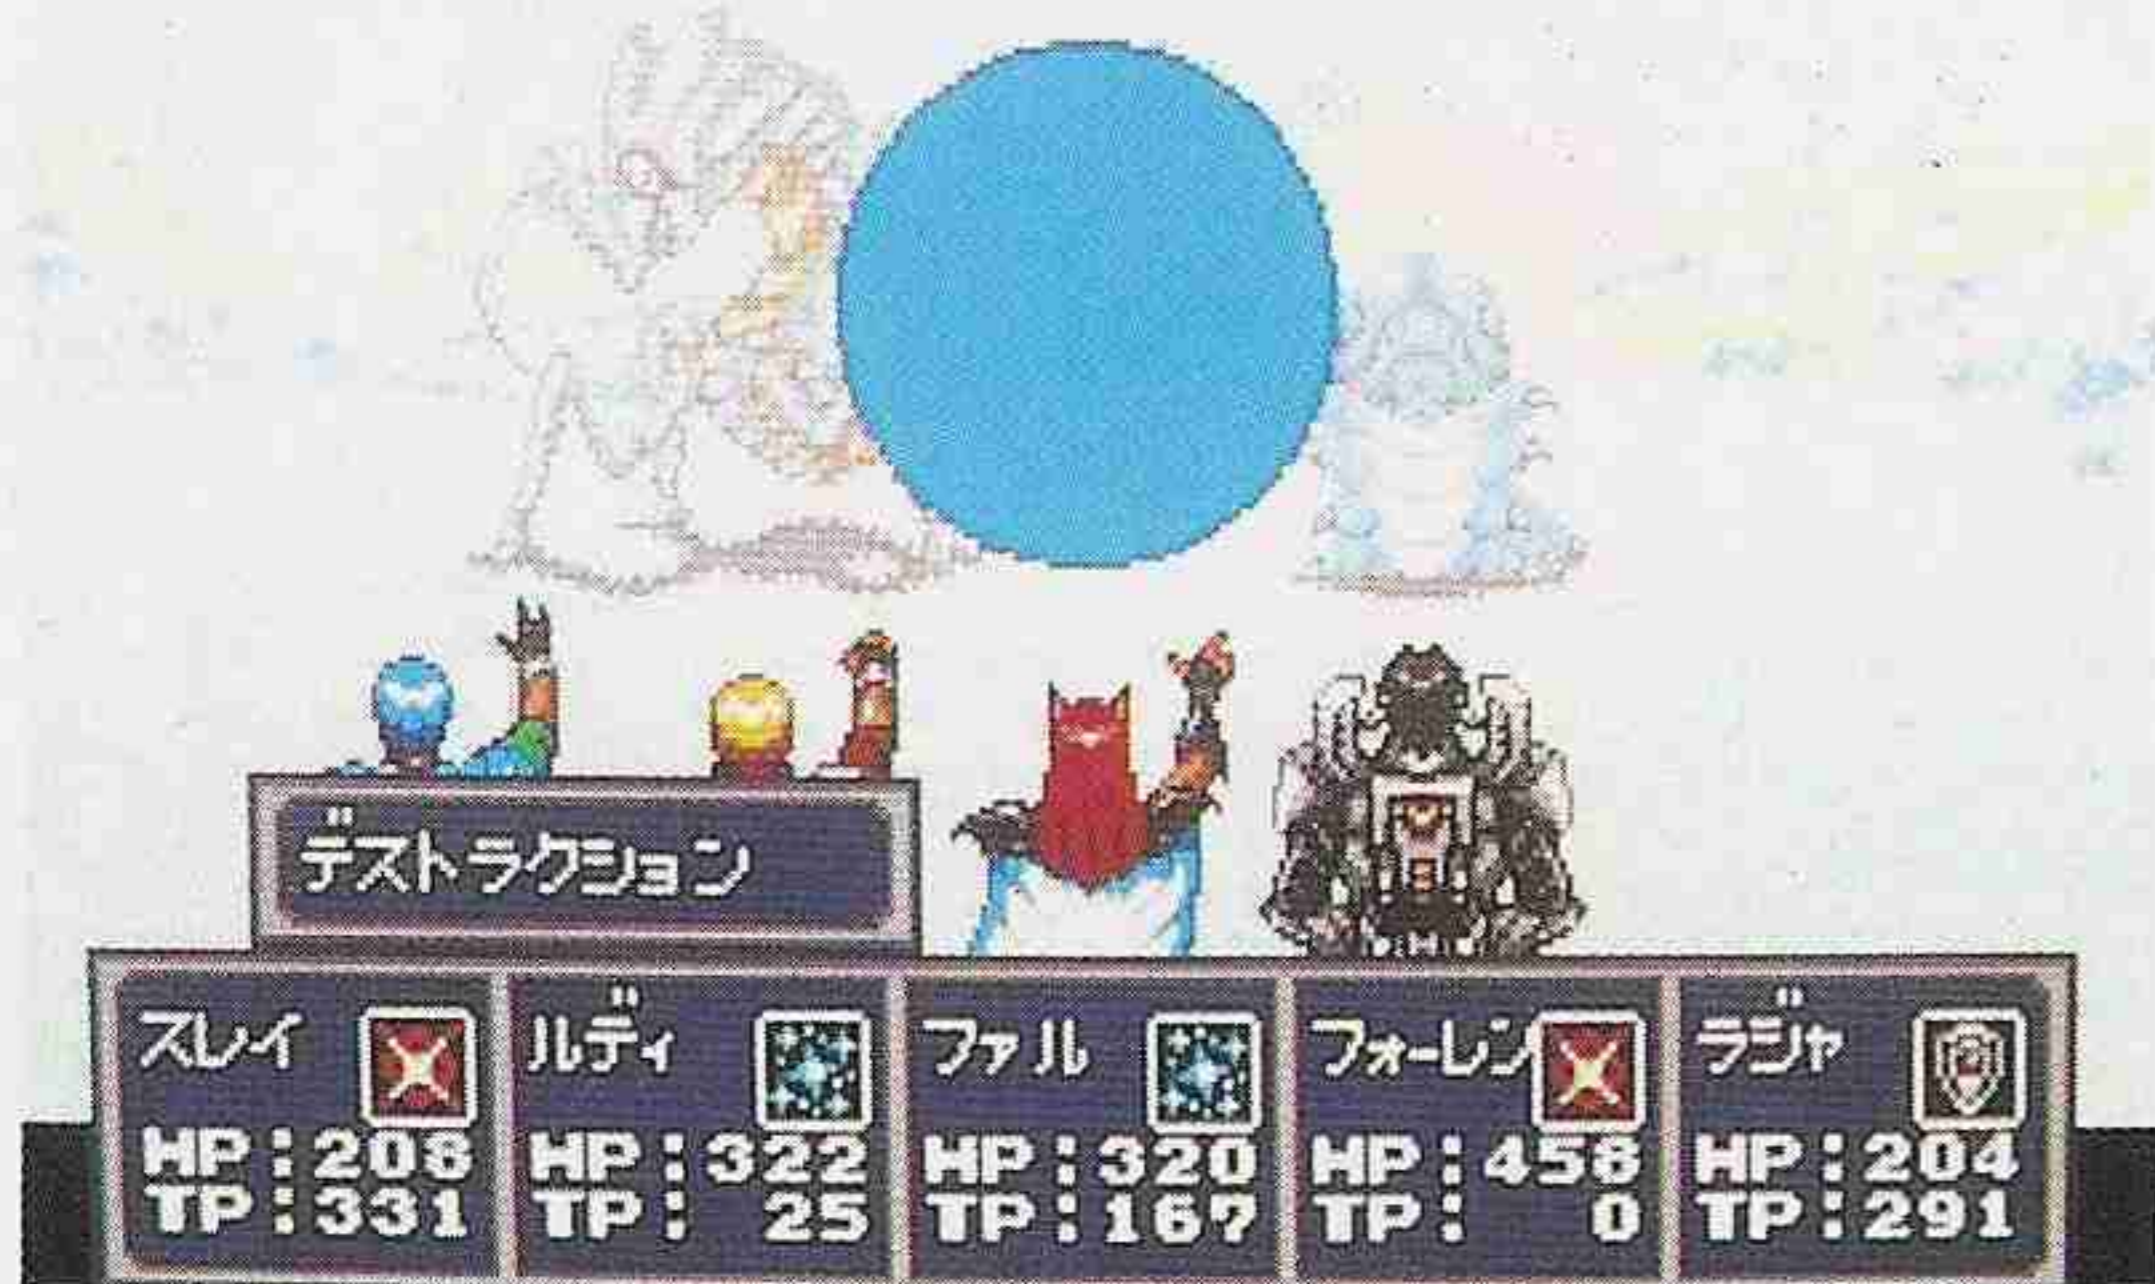 デストラクション
スレイ
HP:208
TP:331
ルディ
HP:322
TP: 25
ファル
HP:320
TP:167
フォーレン
HP:458
TP: 0
ラジャ
HP:204
TP:291